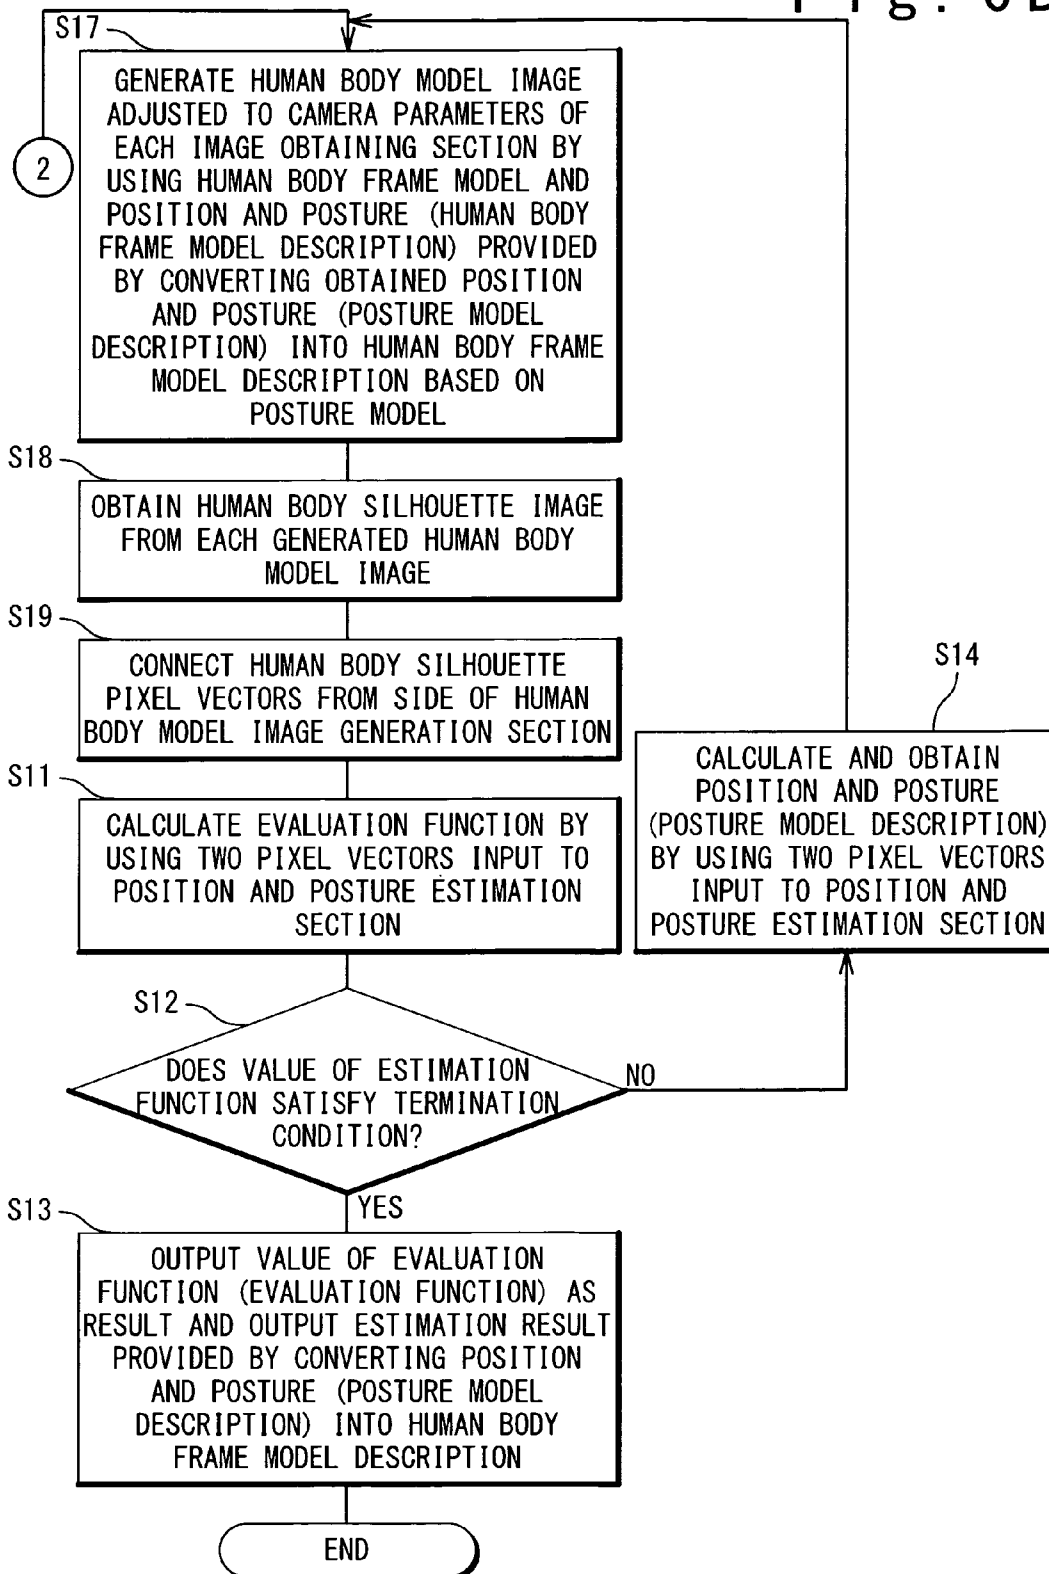 S17
GENERATE HUMAN BODY MODEL IMAGE
ADJUSTED TO CAMERA PARAMETERS OF
EACH IMAGE OBTAINING SECTION BY
USING HUMAN BODY FRAME MODEL AND
POSITION AND POSTURE (HUMAN BODY
FRAME MODEL DESCRIPTION) PROVIDED
BY CONVERTING OBTAINED POSITION
AND POSTURE (POSTURE MODEL
DESCRIPTION) INTO HUMAN BODY FRAME
MODEL DESCRIPTION BASED ON
POSTURE MODEL
2
S18
OBTAIN HUMAN BODY SILHOUETTE IMAGE
FROM EACH GENERATED HUMAN BODY
MODEL IMAGE
S19
CONNECT HUMAN BODY SILHOUETTE
PIXEL VECTORS FROM SIDE OF HUMAN
BODY MODEL IMAGE GENERATION SECTION
S11
CALCULATE EVALUATION FUNCTION BY
USING TWO PIXEL VECTORS INPUT TO
POSITION AND POSTURE ESTIMATION
SECTION
S14
CALCULATE AND OBTAIN
POSITION AND POSTURE
(POSTURE MODEL DESCRIPTION)
BY USING TWO PIXEL VECTORS
INPUT TO POSITION AND
POSTURE ESTIMATION SECTION
S12
DOES VALUE OF ESTIMATION
FUNCTION SATISFY TERMINATION
CONDITION?
NO
YES
S13
OUTPUT VALUE OF EVALUATION
FUNCTION (EVALUATION FUNCTION) AS
RESULT AND OUTPUT ESTIMATION RESULT
PROVIDED BY CONVERTING POSITION
AND POSTURE (POSTURE MODEL
DESCRIPTION) INTO HUMAN BODY
FRAME MODEL DESCRIPTION
END